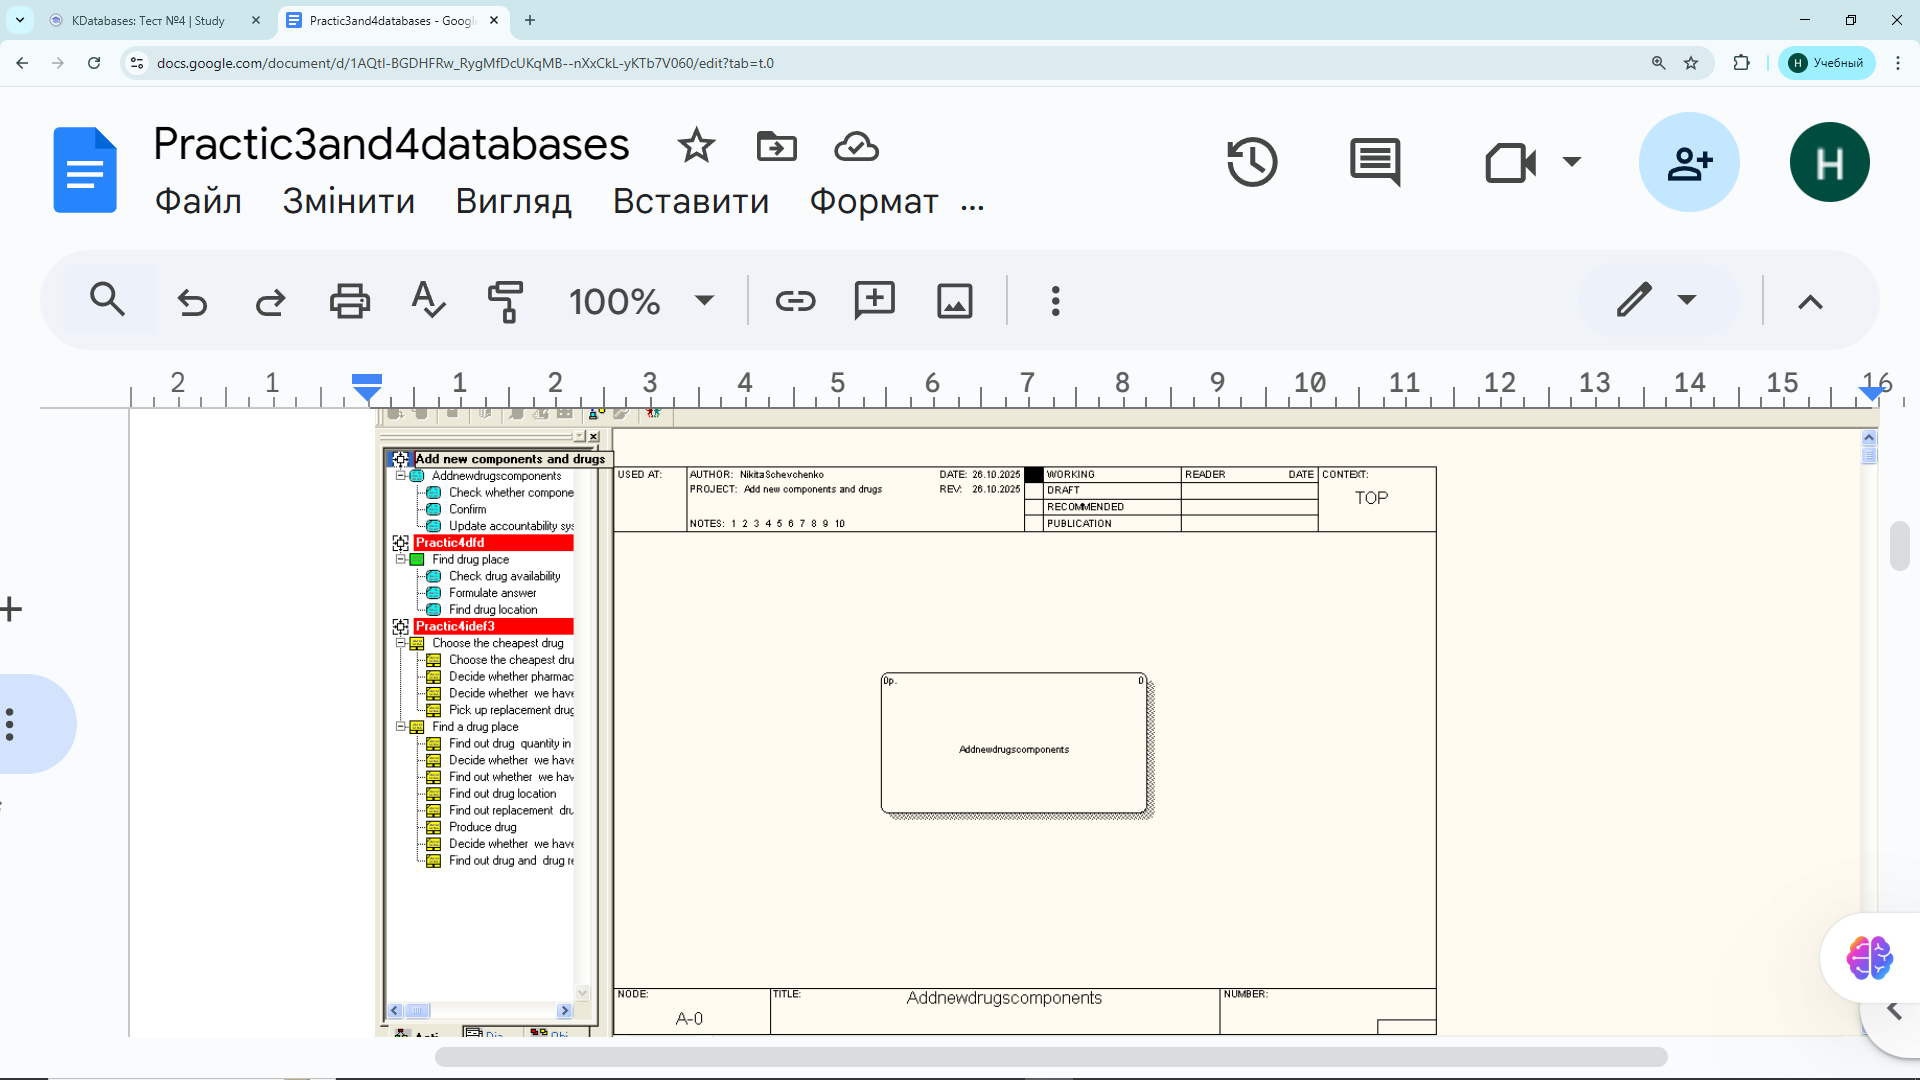 KDatabases: Тест №4 | Study
Practic3and4databases - Googl
docs.google.com/document/d/1AQtI-BGDHFRw_RygMfDcUKqMB--nXxCkL-yKTb7V060/edit?tab=t.0
Н
Учебный
Practic3and4databases
Файл Змінити Вигляд Вставити Формат ...
Н
100%
2 1 1 2 3 4 5 6 7 8 9 10 11 12 13 14 15 16
Add new components and drugs
Addnewdrugscomponents
Check whether compone
Confirm
Update accountability sys
Practic4dfd
Find drug place
Check drug availability
Formulate answer
Find drug location
Practic4idef3
Choose the cheapest drug
Choose the cheapest dru
Decide whether pharmac
Decide whether we have
Pick up replacement drug
Find a drug place
Find out drug quantity in
Decide whether we have
Find out whether we hav
Find out drug location
Find out replacement dru
Produce drug
Decide whether we have
Find out drug and drug re
USED AT:
AUTHOR: NikitaSchevchenko
DATE: 26.10.2025
PROJECT: Add new components and drugs
REV: 26.10.2025
NOTES: 1 2 3 4 5 6 7 8 9 10
WORKING
DRAFT
RECOMMENDED
PUBLICATION
READER
DATE
CONTEXT:
TOP
0р.
0
Addnewdrugscomponents
NODE:
A-0
TITLE:
Addnewdrugscomponents
NUMBER: